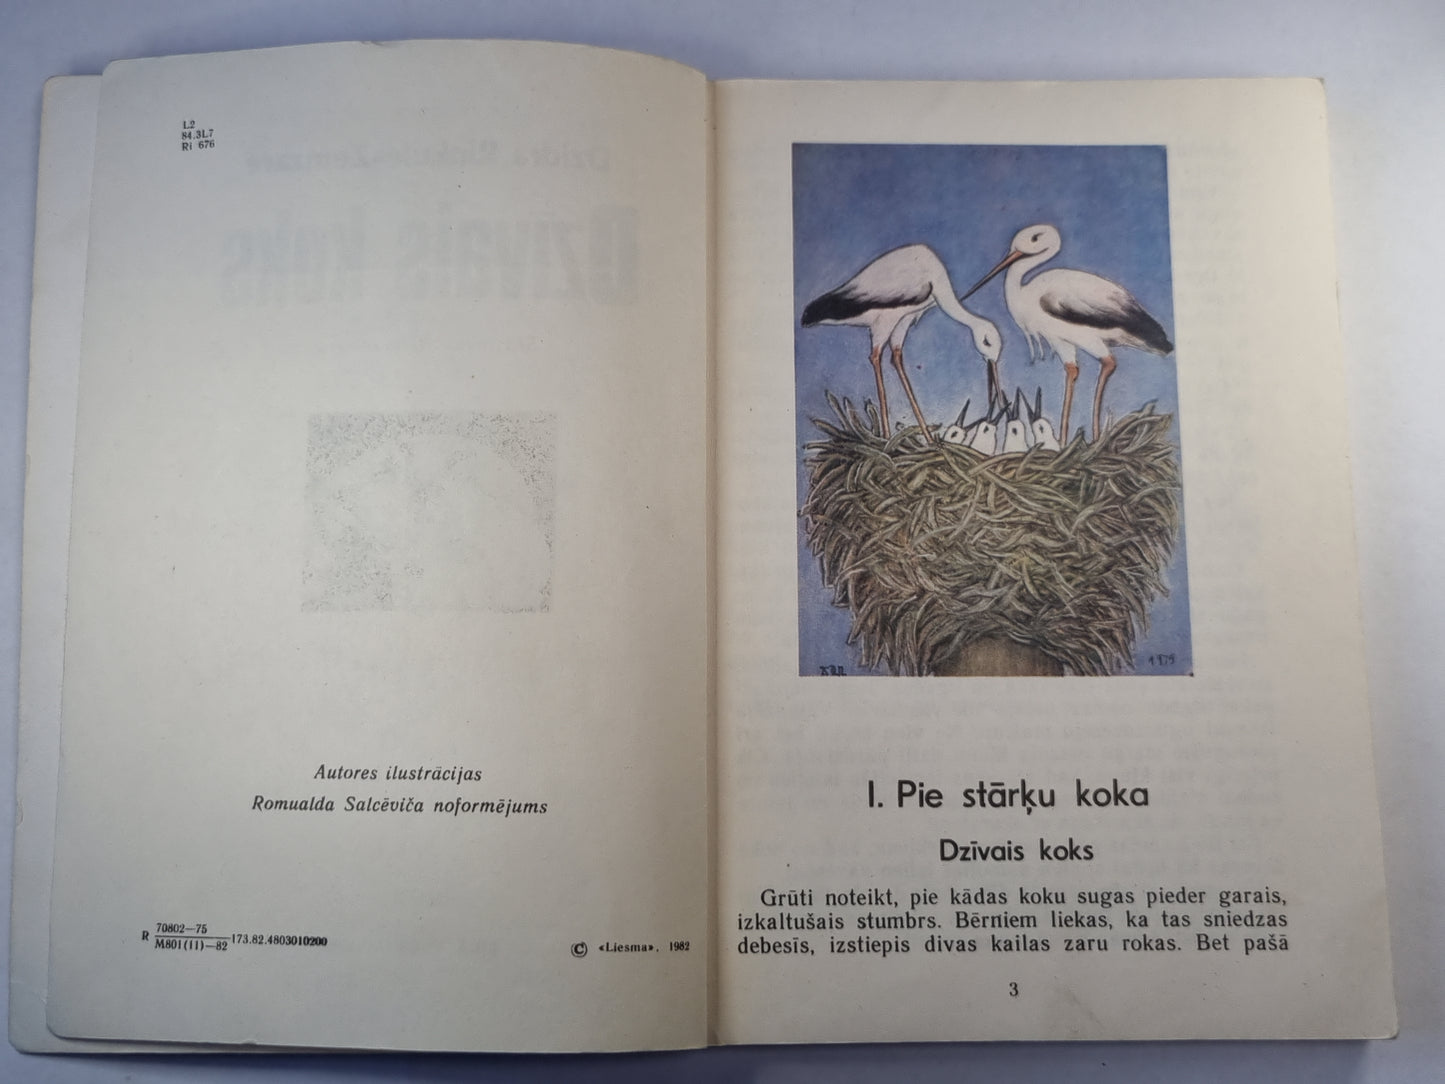 L2
84.3L7
Ri 676
Autores ilustrācijas
Romualda Salcēviča noformējums
R 70802—75
M801(11)—82 173.82.4803010200
© «Liesma», 1982
1979
I. Pie stārķu koka
Dzīvais koks
Grūti noteikt, pie kādas koku sugas pieder garais,
izkaltušais stumbrs. Bērniem liekas, ka tas sniedzas
debesīs, izstiepis divas kailas zaru rokas. Bet pašā
3